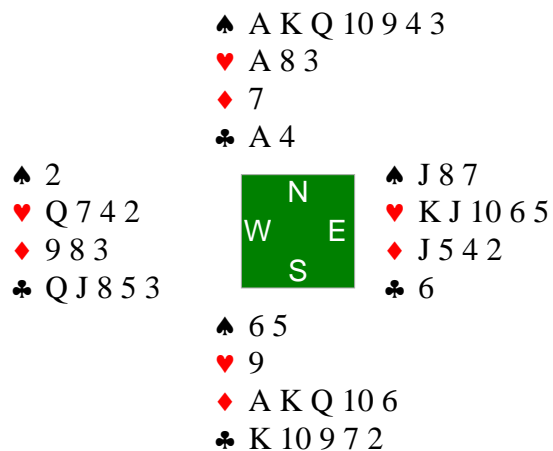 ♠ A K Q 10 9 4 3
♥ A 8 3
♦ 7
♣ A 4
♠ 2
♥ Q 7 4 2
♦ 9 8 3
♣ Q J 8 5 3
N
W E
S
♠ J 8 7
♥ K J 10 6 5
♦ J 5 4 2
♣ 6
♠ 6 5
♥ 9
♦ A K Q 10 6
♣ K 10 9 7 2